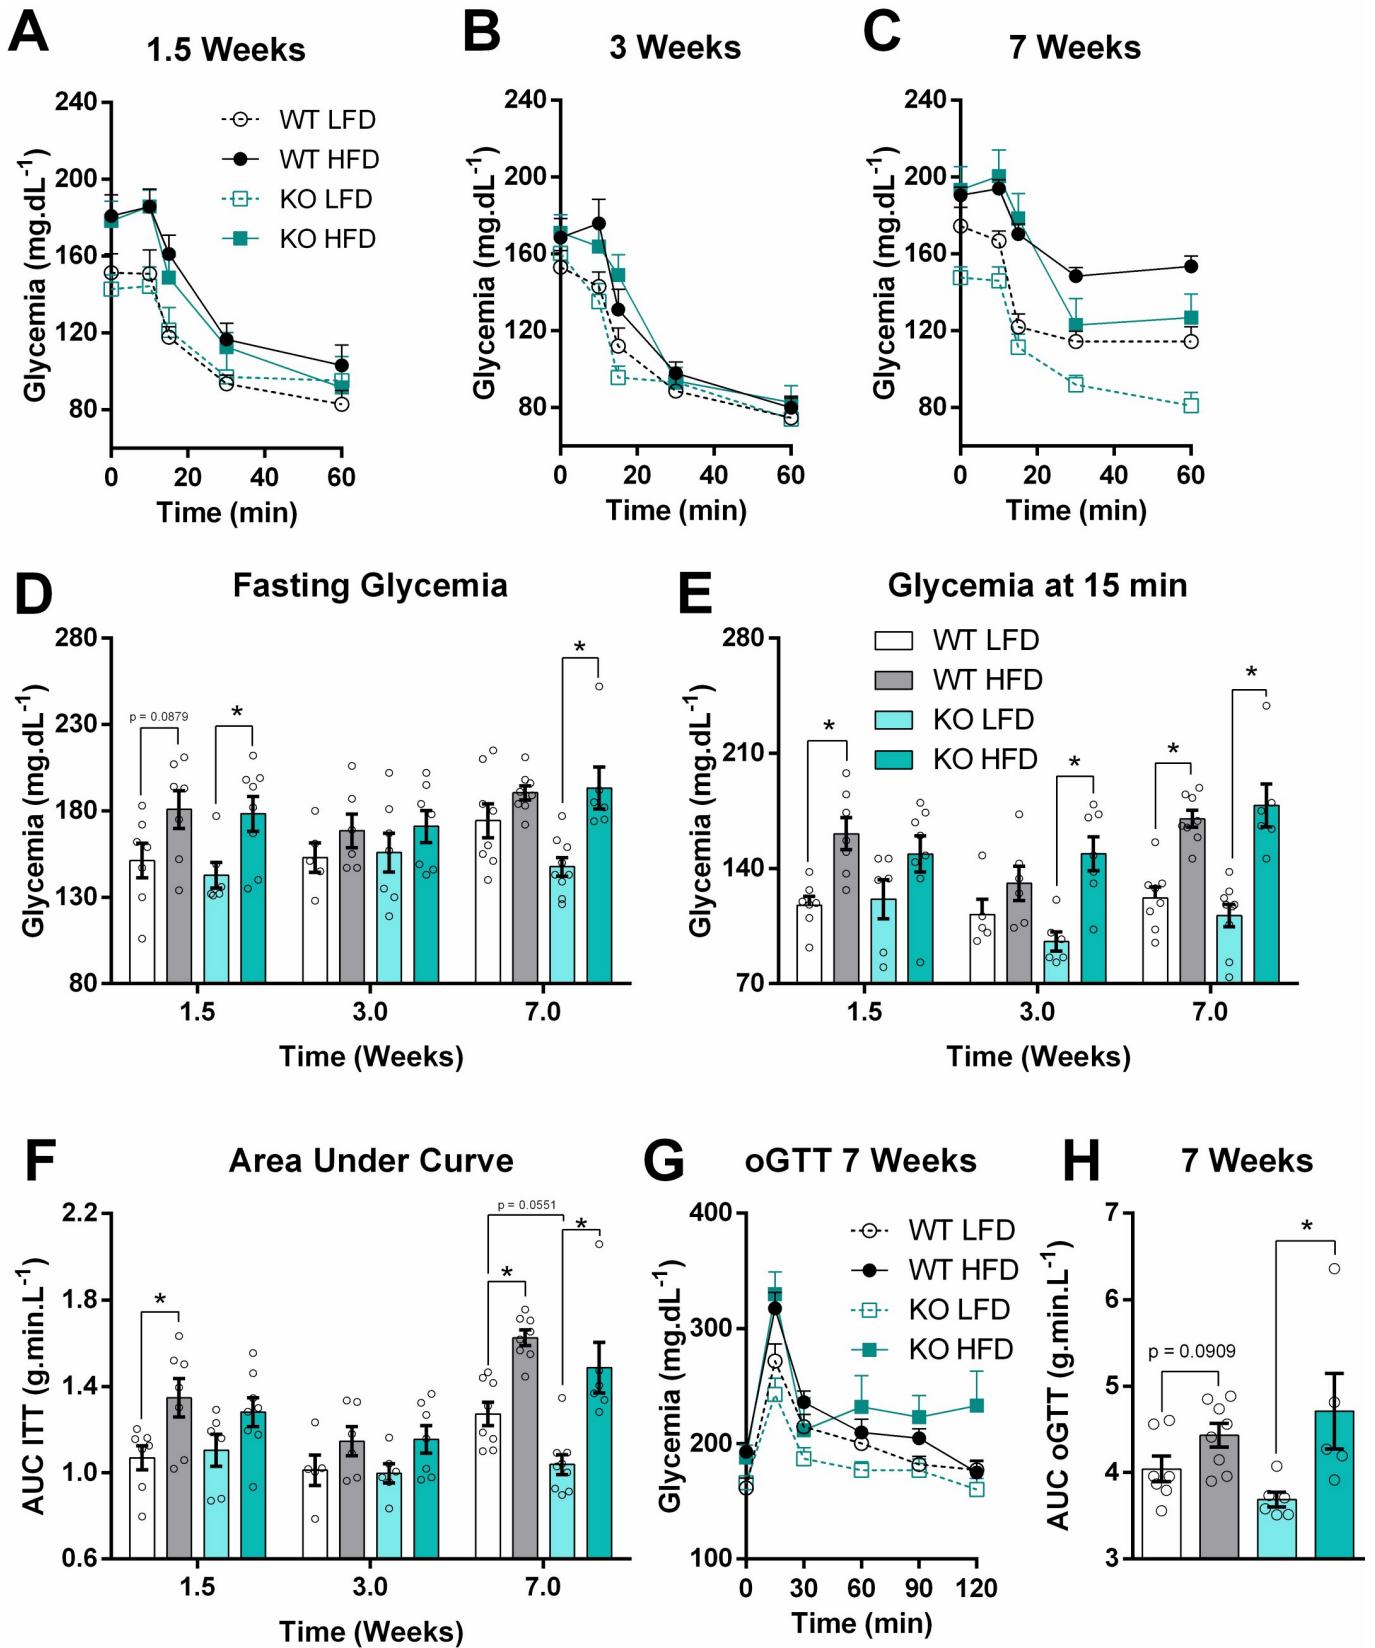 A
1.5 Weeks
240
200
160
120
80
Glycemia (mg.dL-1)
WT LFD
WT HFD
KO LFD
KO HFD
0 20 40 60
Time (min)
B
3 Weeks
240
200
160
120
80
Glycemia (mg.dL-1)
0 20 40 60
Time (min)
C
7 Weeks
240
200
160
120
80
Glycemia (mg.dL-1)
0 20 40 60
Time (min)
D
Fasting Glycemia
280
230
180
130
80
Glycemia (mg.dL-1)
p = 0.0879
*
*
1.5 3.0 7.0
Time (Weeks)
E
Glycemia at 15 min
280
210
140
70
Glycemia (mg.dL-1)
WT LFD
WT HFD
KO LFD
KO HFD
*
*
*
*
1.5 3.0 7.0
Time (Weeks)
F
Area Under Curve
2.2
1.8
1.4
1.0
0.6
AUC ITT (g.min.L-1)
*
p = 0.0551
*
*
1.5 3.0 7.0
Time (Weeks)
G
oGTT 7 Weeks
400
300
200
100
Glycemia (mg.dL-1)
WT LFD
WT HFD
KO LFD
KO HFD
0 30 60 90 120
Time (min)
H
7 Weeks
7
6
5
4
3
AUC oGTT (g.min.L-1)
p = 0.0909
*